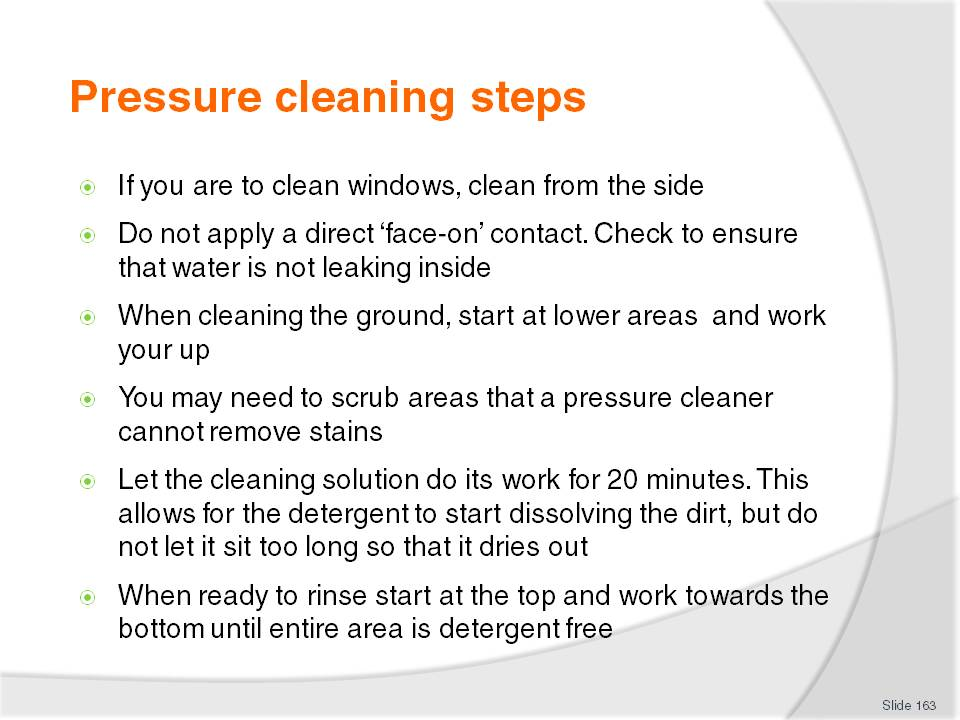 Pressure cleaning steps
If you are to clean windows, clean from the side
Do not apply a direct ‘face-on’ contact. Check to ensure
that water is not leaking inside
When cleaning the ground, start at lower areas  and work
your up
You may need to scrub areas that a pressure cleaner
cannot remove stains
Let the cleaning solution do its work for 20 minutes. This
allows for the detergent to start dissolving the dirt, but do
not let it sit too long so that it dries out
When ready to rinse start at the top and work towards the
bottom until entire area is detergent free
Slide 163